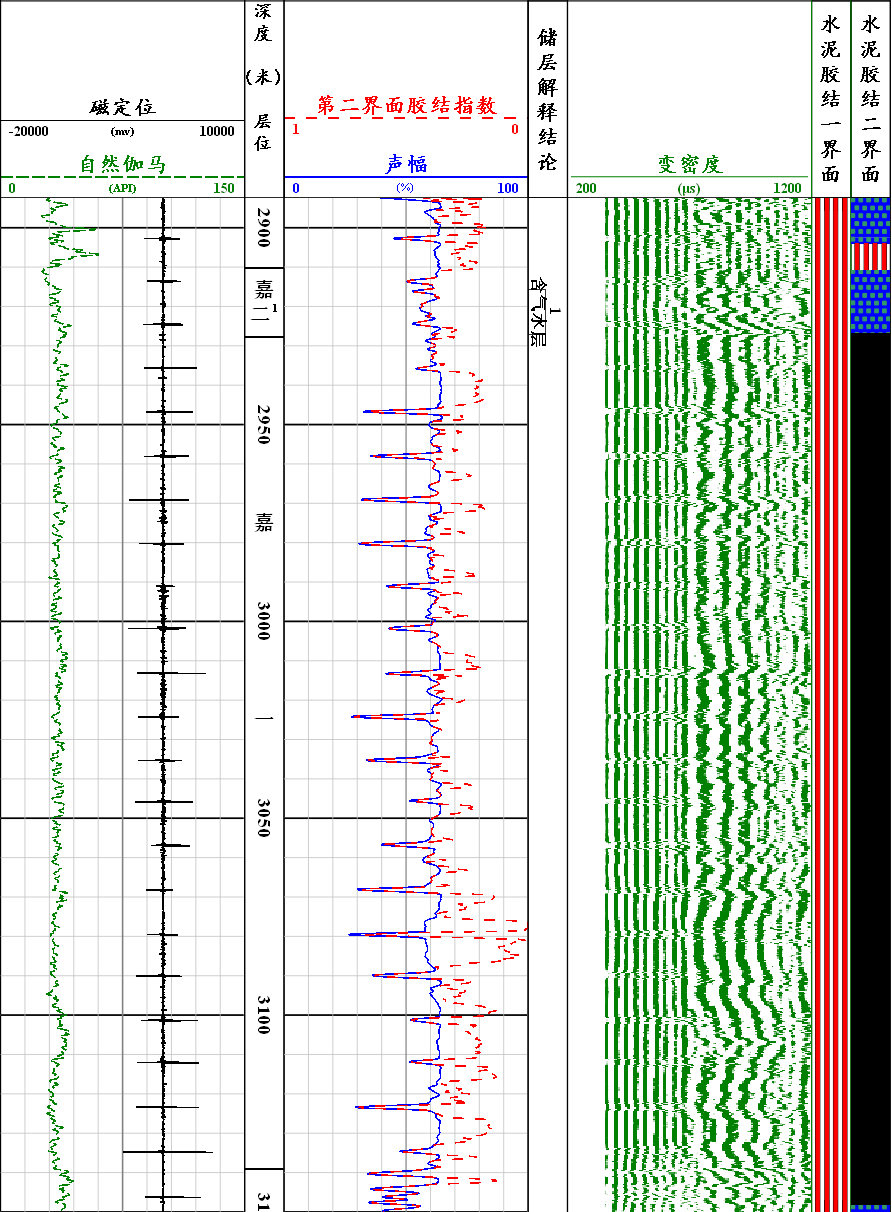 磁定位
-20000 (mv) 10000
自然伽马
0 (API) 150
深度(米)
层位
第二界面胶结指数
1 0
声幅
0 (%) 100
储层解释结论
变密度
200 (μs) 1200
水泥胶结一界面
水泥胶结二界面
2900
嘉二¹
1
含气水层
2950
嘉
3000
一
3050
3100
31